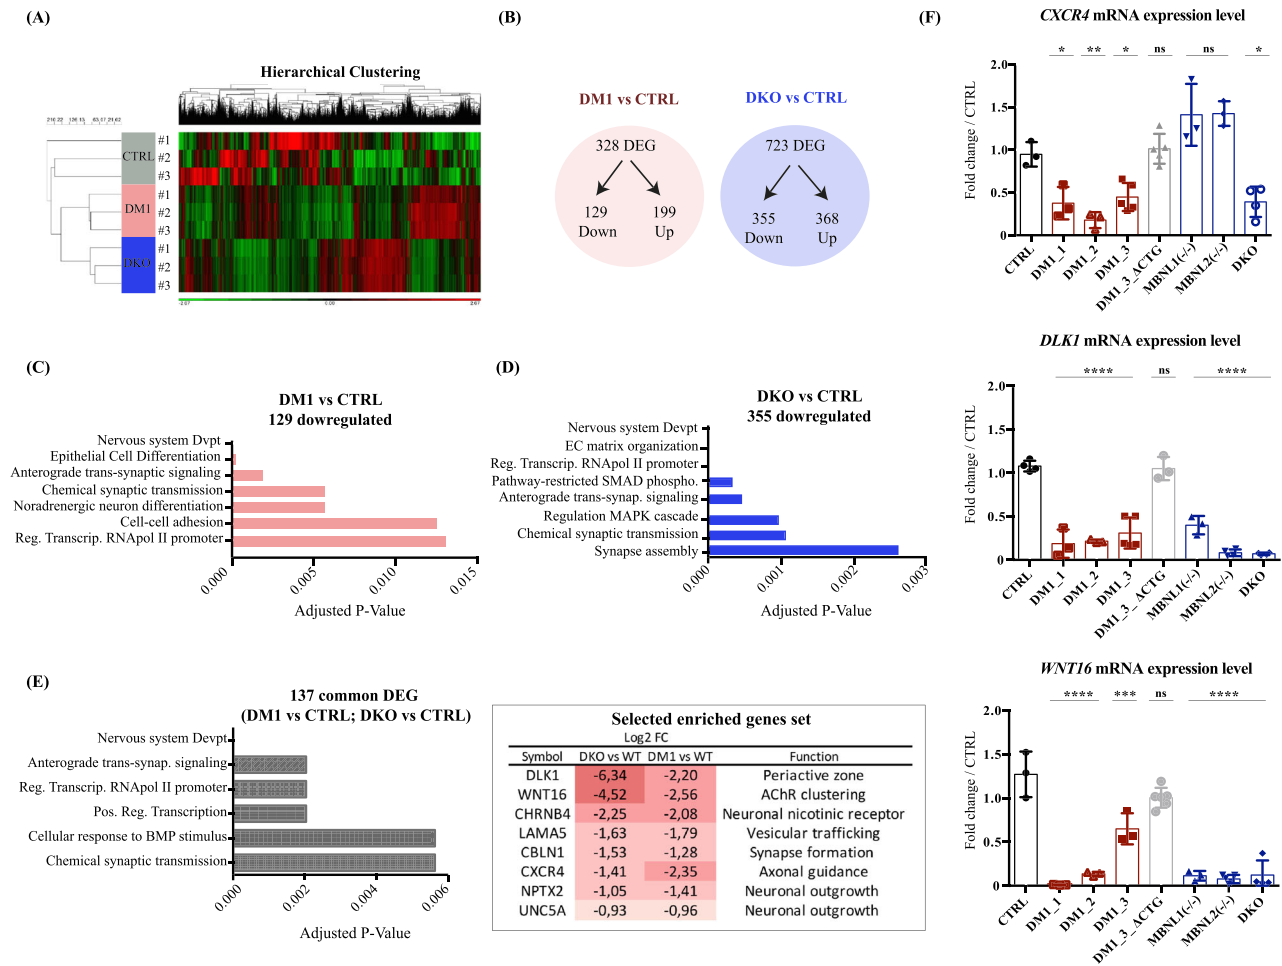 (A)
Hierarchical Clustering
CTRL
DM1
DKO
#1
#2
#3
#1
#2
#3
#1
#2
#3
-2.67
0.00
2.67
(B)
DM1 vs CTRL
328 DEG
129
Down
199
Up
DKO vs CTRL
723 DEG
355
Down
368
Up
(C)
DM1 vs CTRL
129 dowregulated
Nervous system Dvpt
Epithelial Cell Differentiation
Anterograde trans-synaptic signaling
Chemical synaptic transmission
Noradrenergic neuron differentiation
Cell-cell adhesion
Reg. Transcrip. RNApol II promoter
0.000
0.005
0.010
0.015
Adjusted P-Value
(D)
DKO vs CTRL
355 dowregulated
Nervous system Devpt
EC matrix organization
Reg. Transcrip. RNApol II promoter
Pathway-restricted SMAD phospho.
Anterograde trans-synap. signaling
Regulation MAPK cascade
Chemical synaptic transmission
Synapse assembly
0.000
0.001
0.002
0.003
Adjusted P-Value
(E)
137 common DEG
(DM1 vs CTRL; DKO vs CTRL)
Nervous system Devpt
Anterograde trans-synap. signaling
Reg. Transcrip. RNApol II promoter
Pos. Reg. Transcription
Cellular response to BMP stimulus
Chemical synaptic transmission
0.000
0.002
0.004
0.006
Adjusted P-Value
Selected enriched genes set
Log2 FC
Symbol DKO vs WT DM1 vs WT Function
DLK1 -6,34 -2,20 Periactive zone
WNT16 -4,52 -2,56 AChR clustering
CHRNB4 -2,25 -2,08 Neuronal nicotinic receptor
LAMA5 -1,63 -1,79 Vesicular trafficking
CBLN1 -1,53 -1,28 Synapse formation
CXCR4 -1,41 -2,35 Axonal guidance
NPTX2 -1,05 -1,41 Neuronal outgrowth
UNC5A -0,93 -0,96 Neuronal outgrowth
(F)
CXCR4 mRNA expression level
* ** * ns ns *
Fold change / CTRL
2.0
1.5
1.0
0.5
0
CTRL
DM1_1
DM1_2
DM1_3
DM1_3_ΔCTG
MBNL1(-/-)
MBNL2(-/-)
DKO
DLK1 mRNA expression level
**** ns ****
Fold change / CTRL
2.0
1.5
1.0
0.5
0
CTRL
DM1_1
DM1_2
DM1_3
DM1_3_ΔCTG
MBNL1(-/-)
MBNL2(-/-)
DKO
WNT16 mRNA expression level
**** *** ns ****
Fold change / CTRL
2.0
1.5
1.0
0.5
0
CTRL
DM1_1
DM1_2
DM1_3
DM1_3_ΔCTG
MBNL1(-/-)
MBNL2(-/-)
DKO